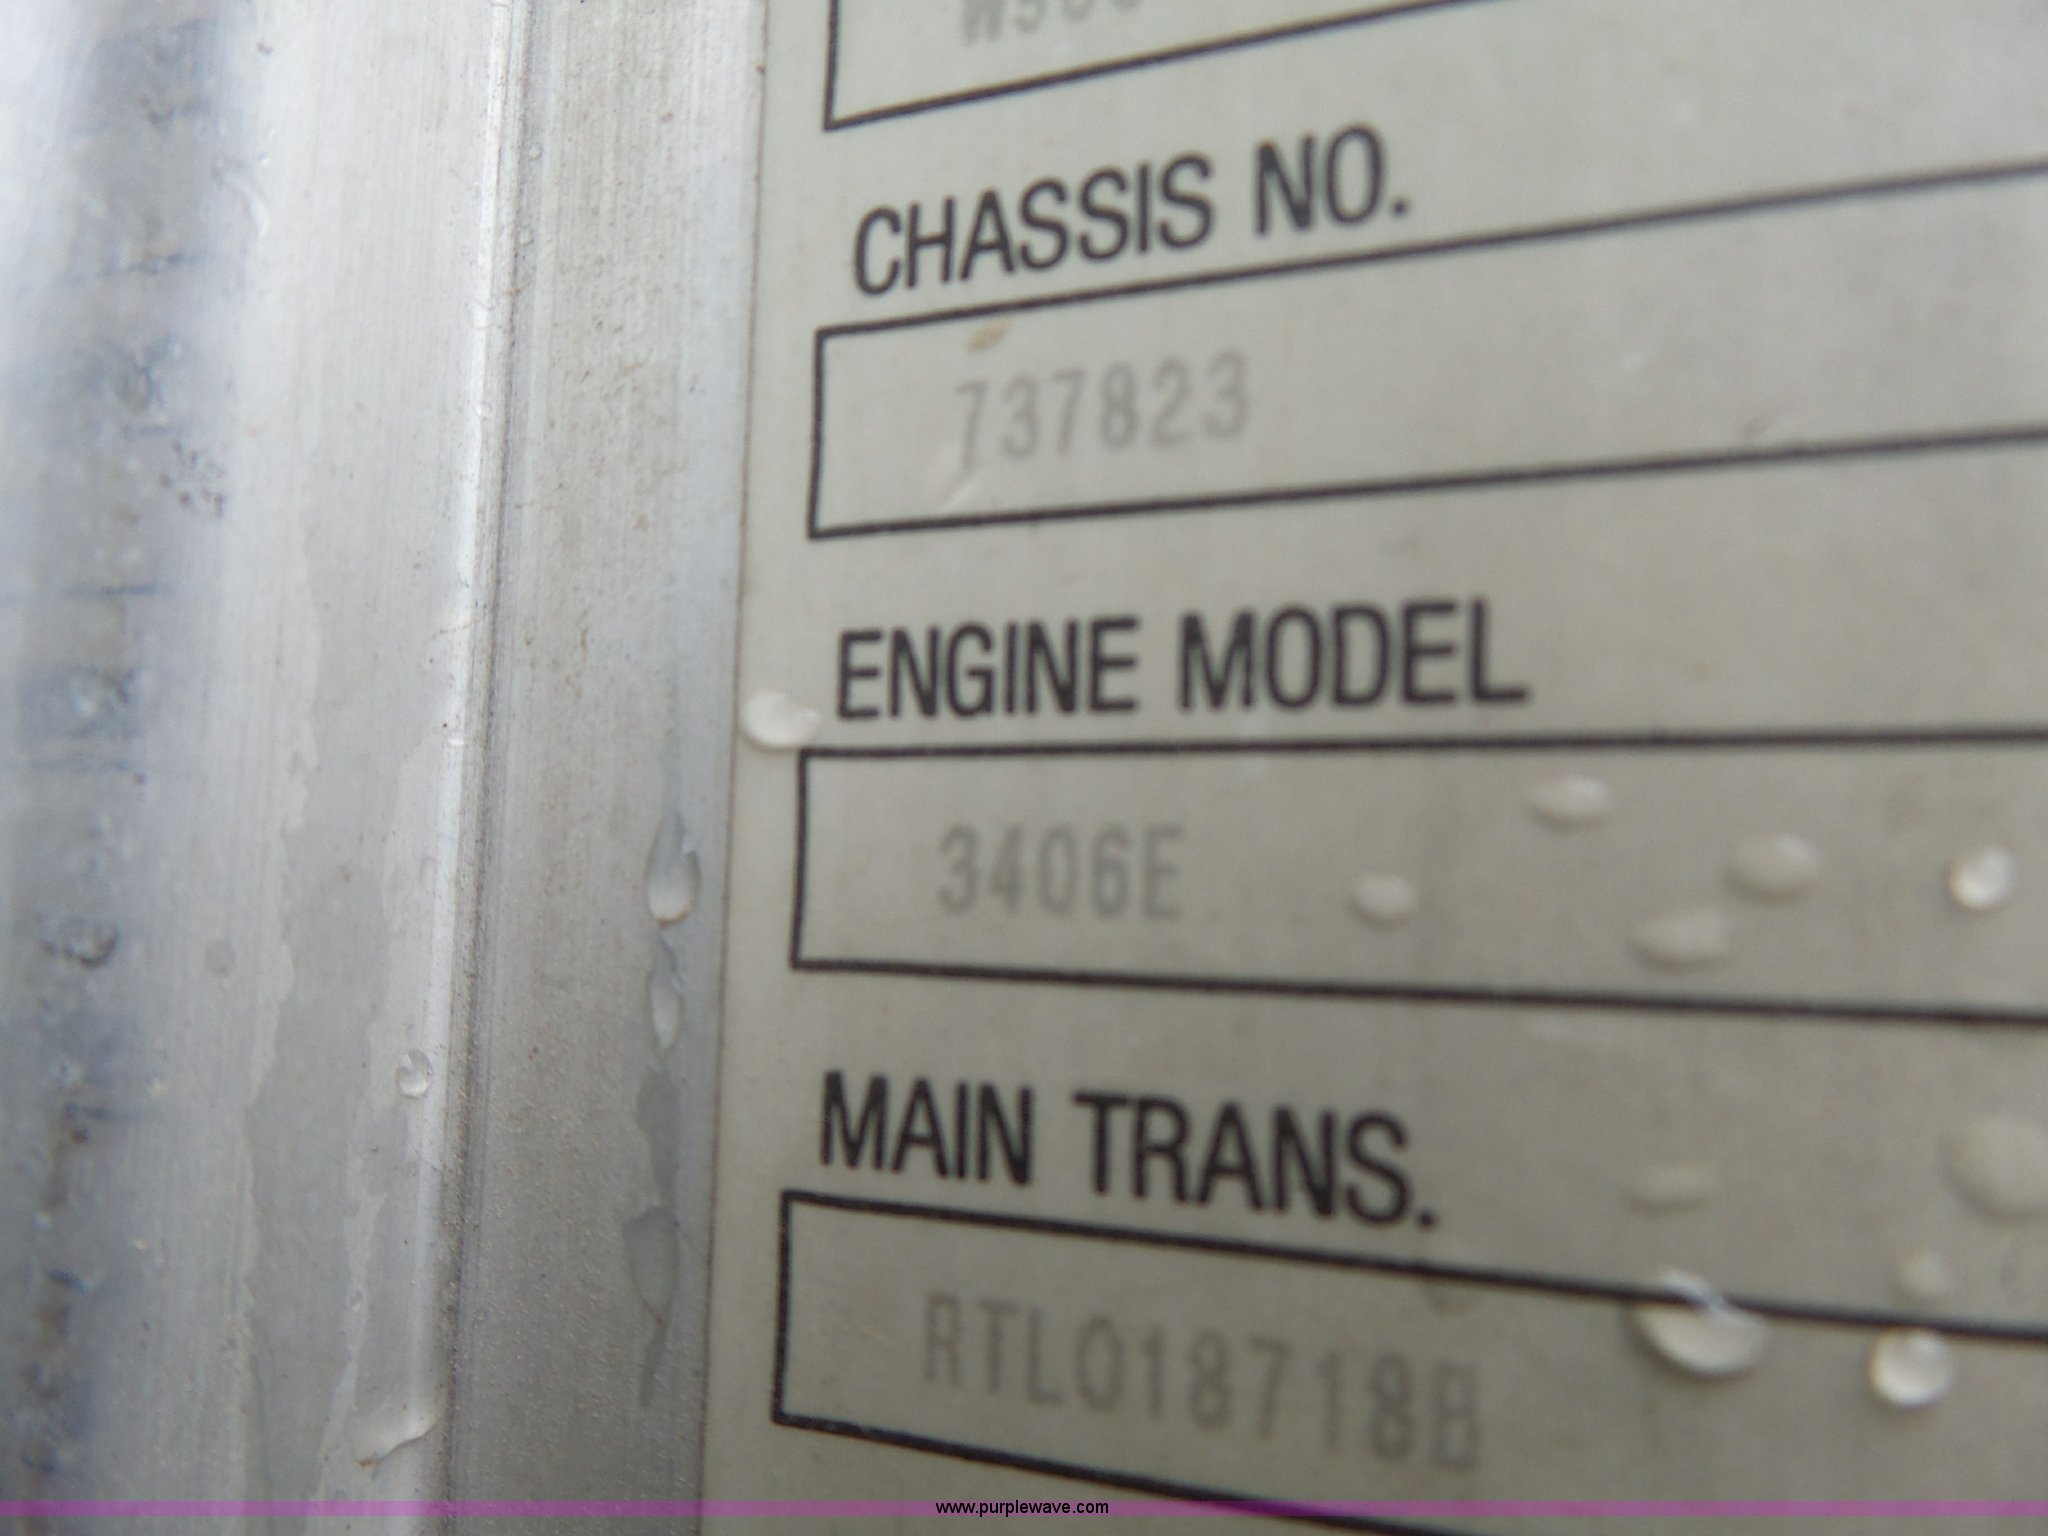 CHASSIS NO.
737823
ENGINE MODEL
3406E
MAIN TRANS.
RTLO18718B
www.purplewave.com